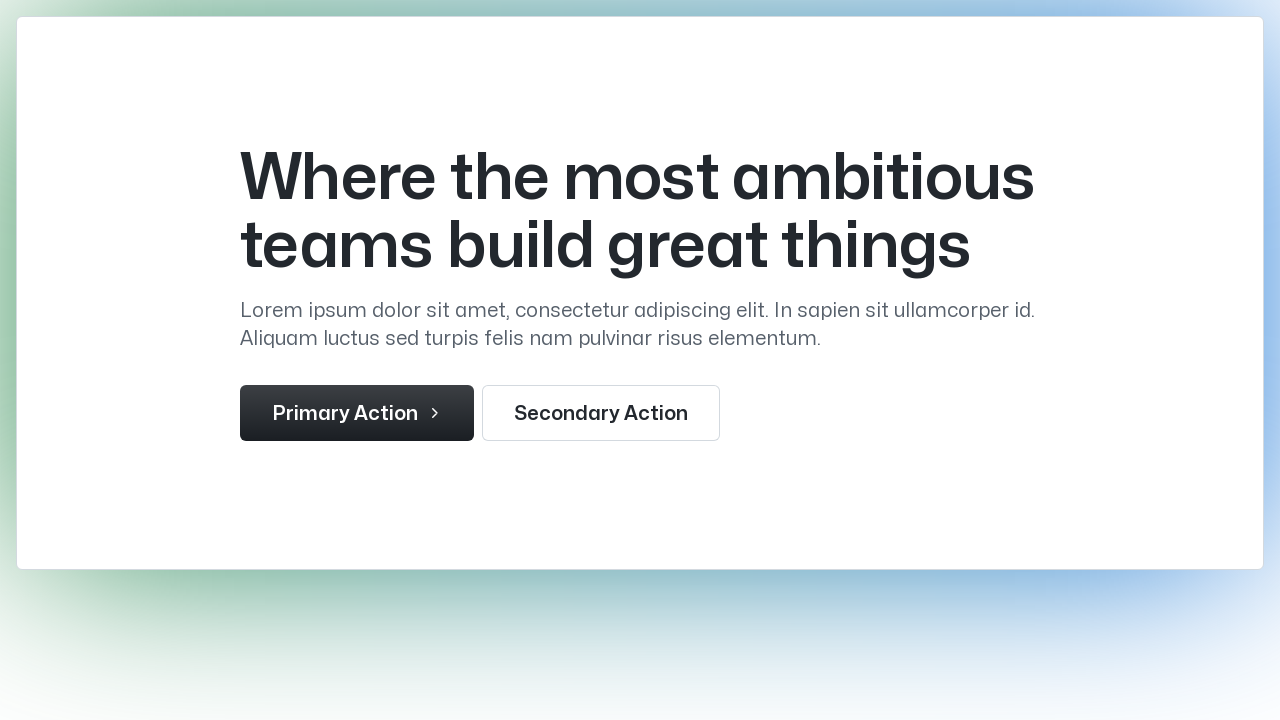 Where the most ambitious
teams build great things
Lorem ipsum dolor sit amet, consectetur adipiscing elit. In sapien sit ullamcorper id.
Aliquam luctus sed turpis felis nam pulvinar risus elementum.
Primary Action
Secondary Action